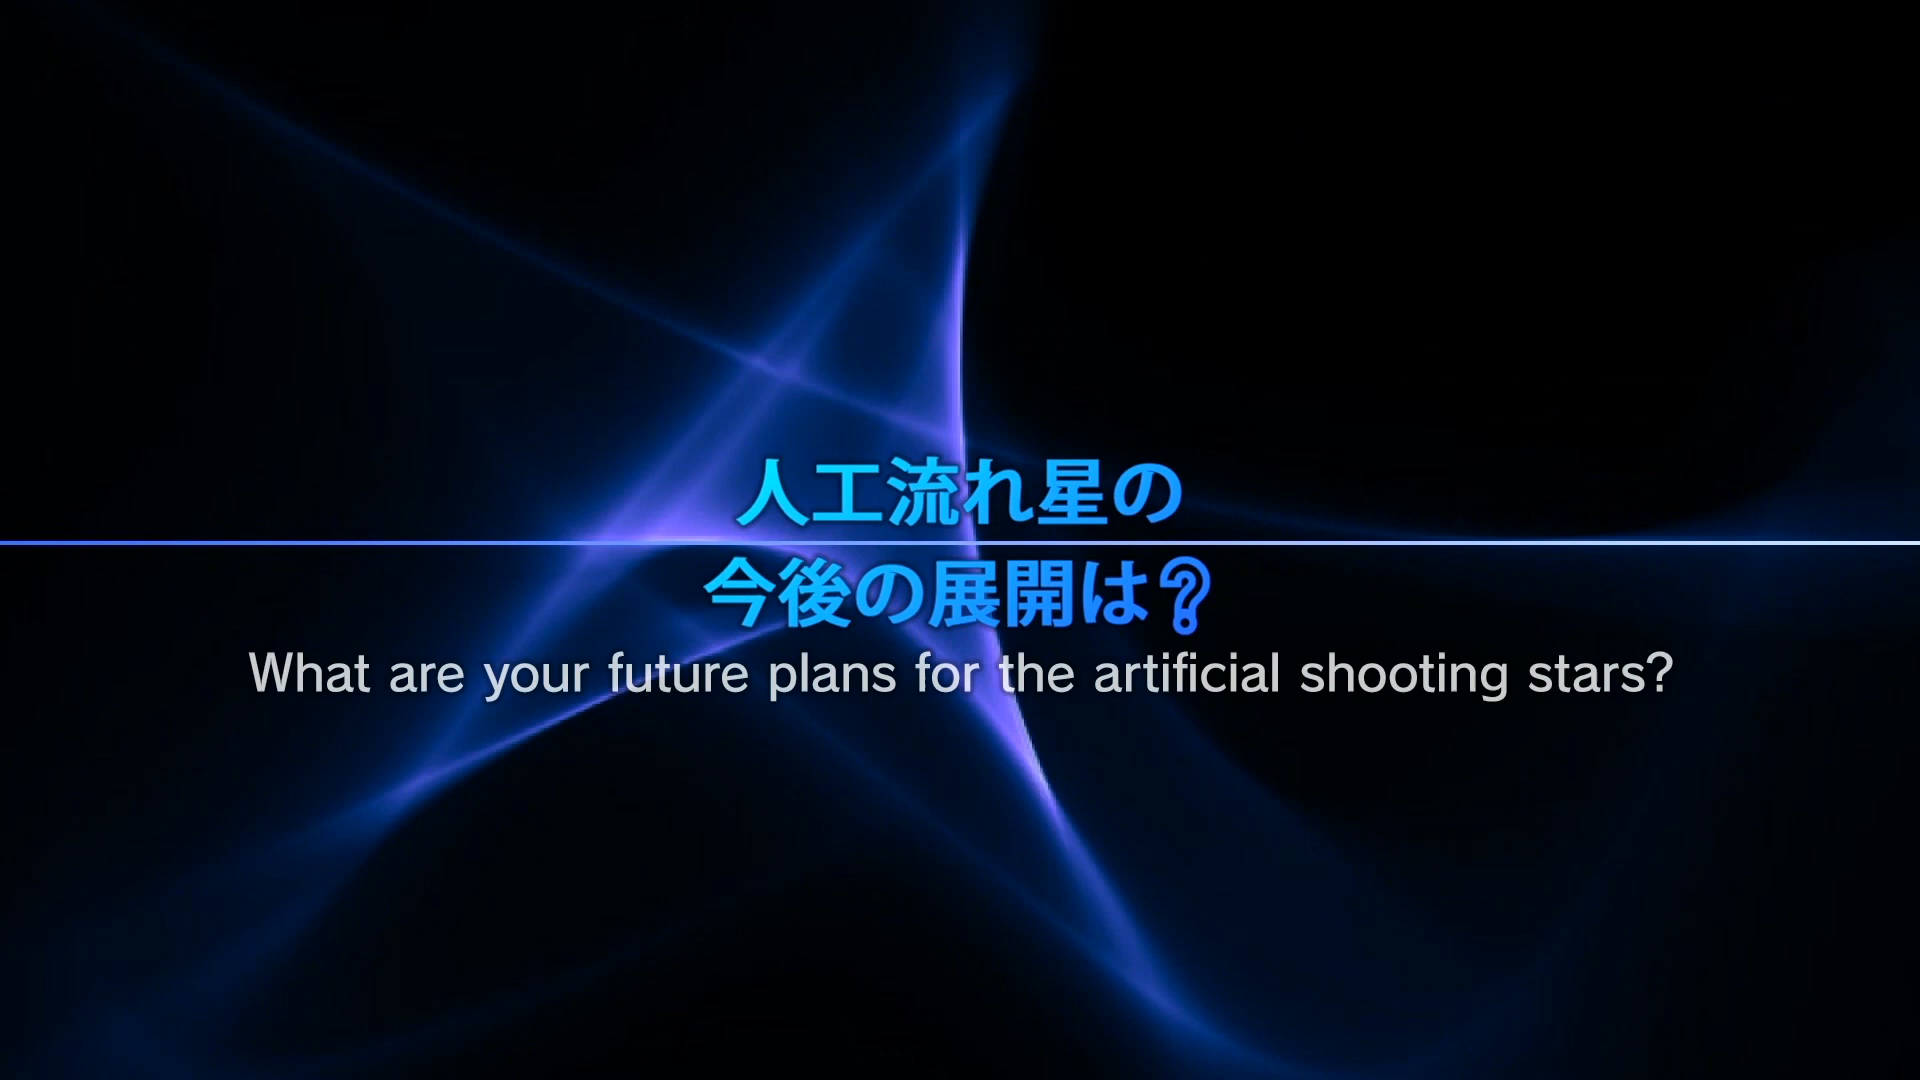 人工流れ星の
今後の展開は？
What are your future plans for the artificial shooting stars?